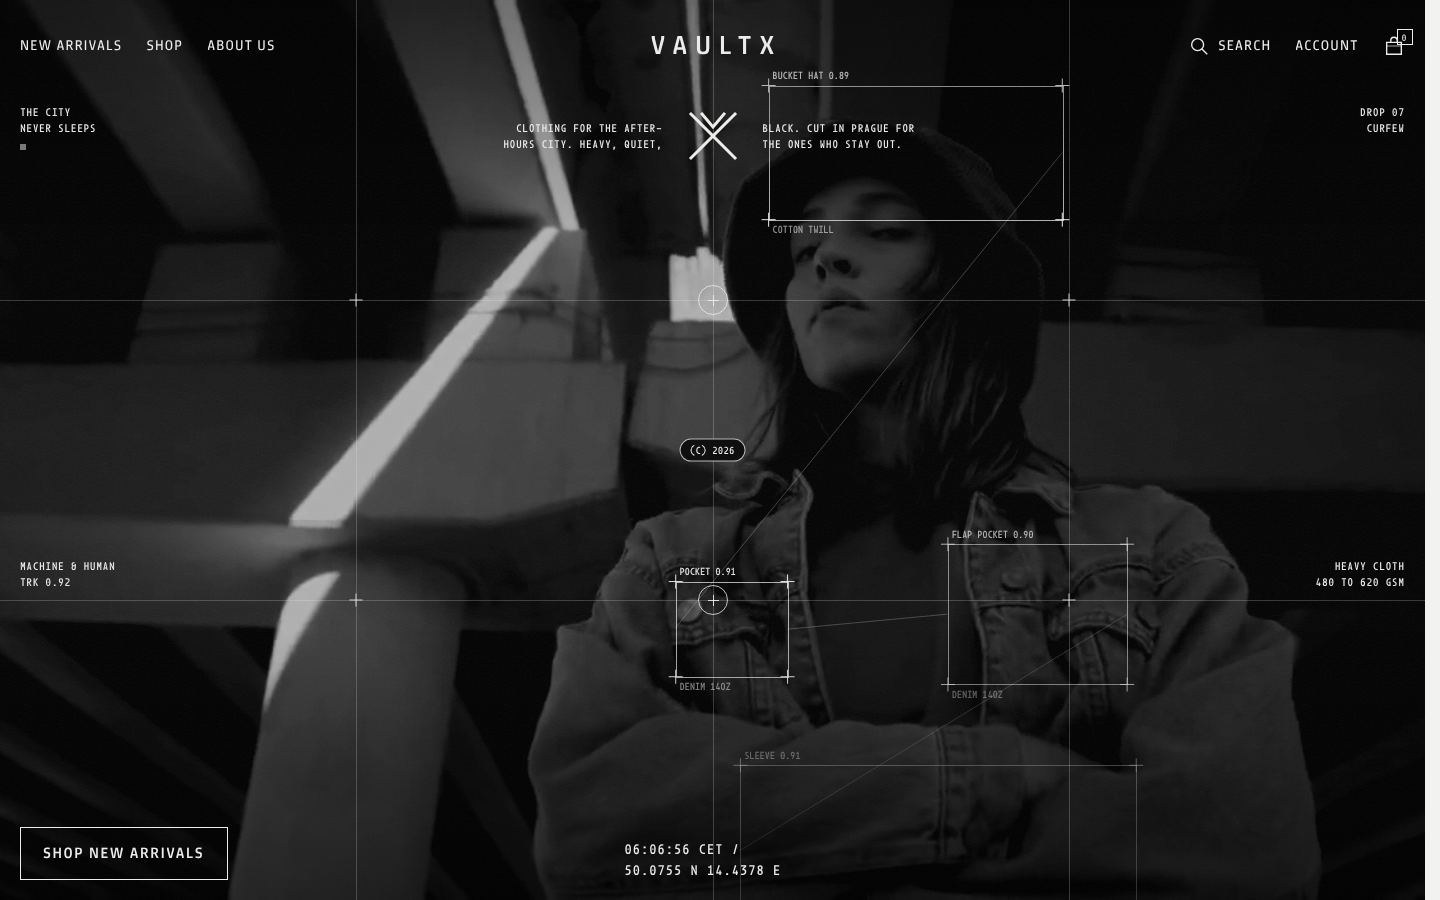 NEW ARRIVALS SHOP ABOUT US
VAULTX
SEARCH ACCOUNT 0
BUCKET HAT 0.89
THE CITY
NEVER SLEEPS
CLOTHING FOR THE AFTER-
HOURS CITY. HEAVY, QUIET,
BLACK. CUT IN PRAGUE FOR
THE ONES WHO STAY OUT.
DROP 07
CURFEW
COTTON TWILL
(C) 2026
FLAP POCKET 0.90
POCKET 0.91
MACHINE & HUMAN
TRK 0.92
HEAVY CLOTH
480 TO 620 GSM
DENIM 14OZ
DENIM 14OZ
SLEEVE 0.91
SHOP NEW ARRIVALS
06:06:56 CET /
50.0755 N 14.4378 E